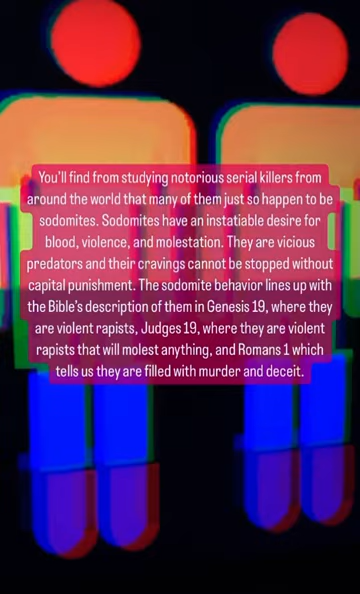 You'll find from studying notorious serial killers from
around the world that many of them just so happen to be
sodomites. Sodomites have an instatiable desire for
blood, violence, and molestation. They are vicious
predators and their cravings cannot be stopped without
capital punishment. The sodomite behavior lines up with
the Bible's description of them in Genesis 19, where they
are violent rapists, Judges 19, where they are violent
rapists that will molest anything, and Romans 1 which
tells us they are filled with murder and deceit.